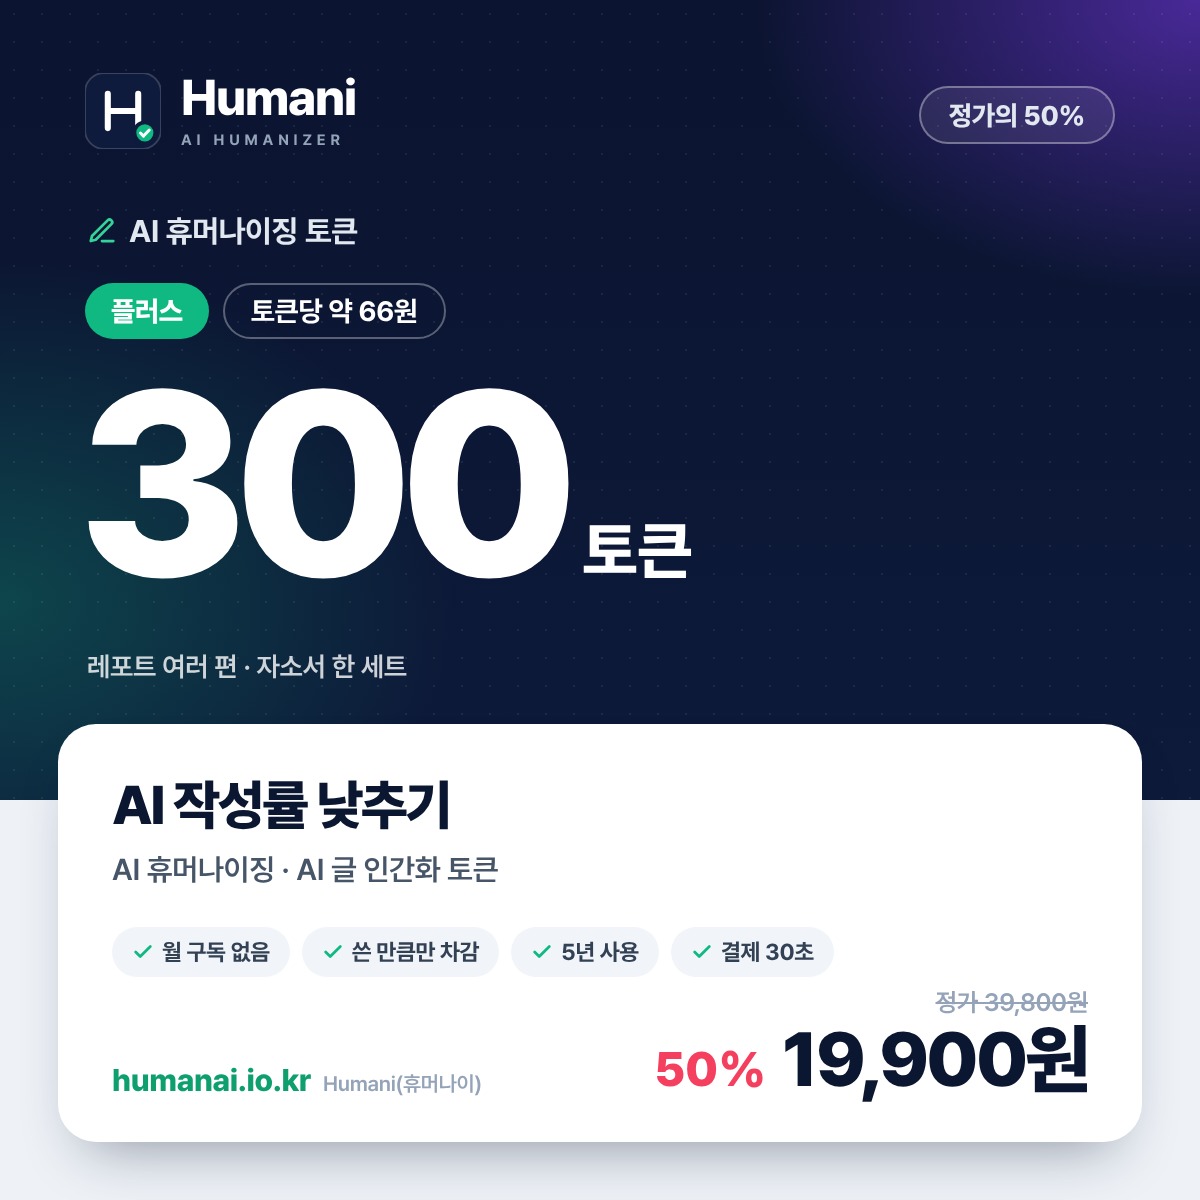 Humani
AI HUMANIZER
정가의 50%
AI 휴머나이징 토큰
플러스
토큰당 약 66원
300 토큰
레포트 여러 편 · 자소서 한 세트
AI 작성률 낮추기
AI 휴머나이징 · AI 글 인간화 토큰
월 구독 없음
쓴 만큼만 차감
5년 사용
결제 30초
정가 39,800원
50% 19,900원
humanai.io.kr Humani(휴머나이)